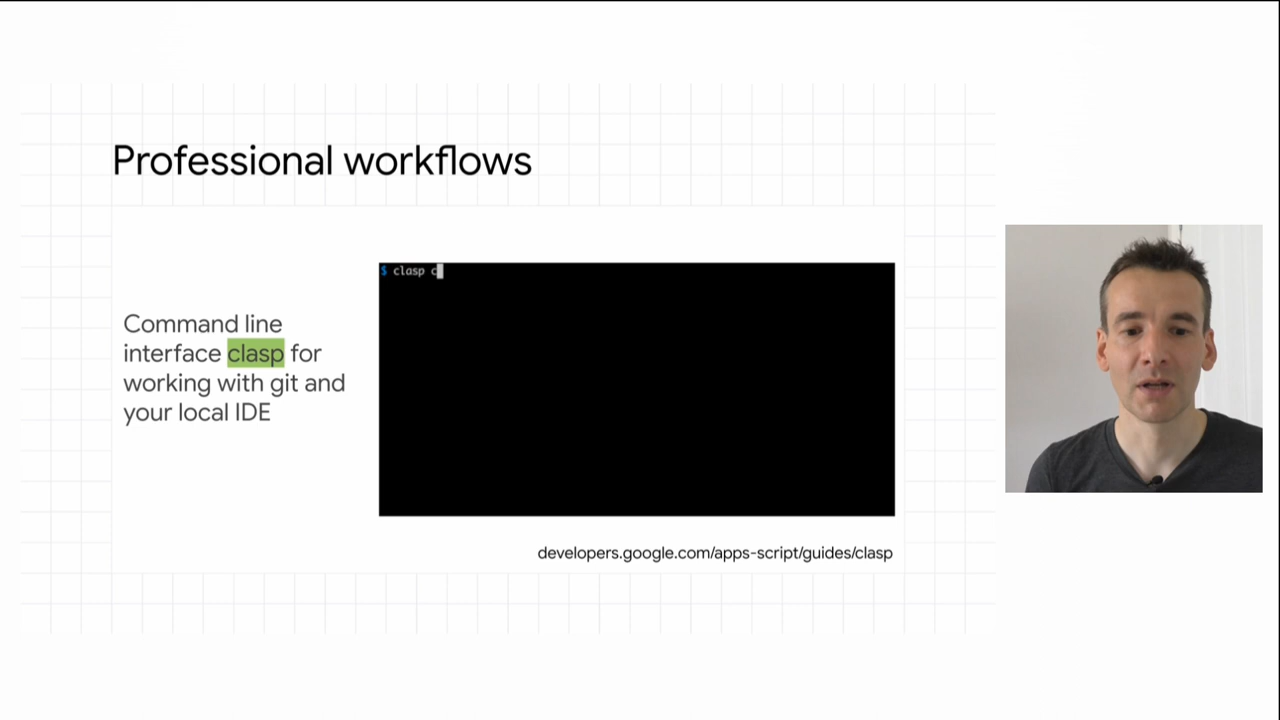 Professional workflows
$ clasp c
Command line
interface clasp for
working with git and
your local IDE
developers.google.com/apps-script/guides/clasp